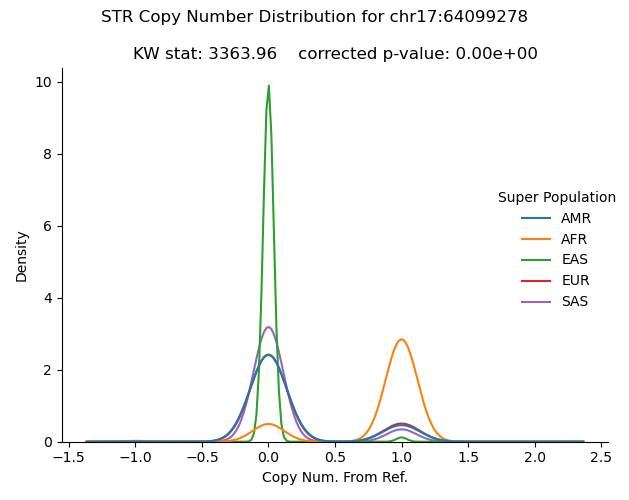 STR Copy Number Distribution for chr17:64099278
KW stat: 3363.96    corrected p-value: 0.00e+00
10
8
6
4
2
0
Density
−1.5 −1.0 −0.5 0.0 0.5 1.0 1.5 2.0 2.5
Copy Num. From Ref.
Super Population
AMR
AFR
EAS
EUR
SAS